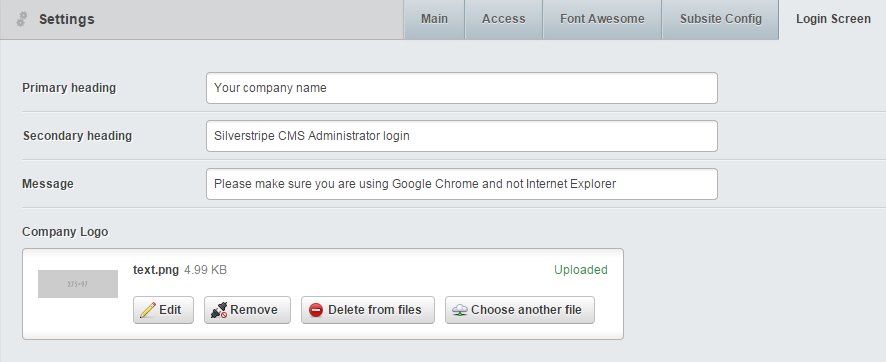 Settings
Main
Access
Font Awesome
Subsite Config
Login Screen
Primary heading
Your company name
Secondary heading
Silverstripe CMS Administrator login
Message
Please make sure you are using Google Chrome and not Internet Explorer
Company Logo
text.png 4.99 KB
Uploaded
275×97
Edit
Remove
Delete from files
Choose another file